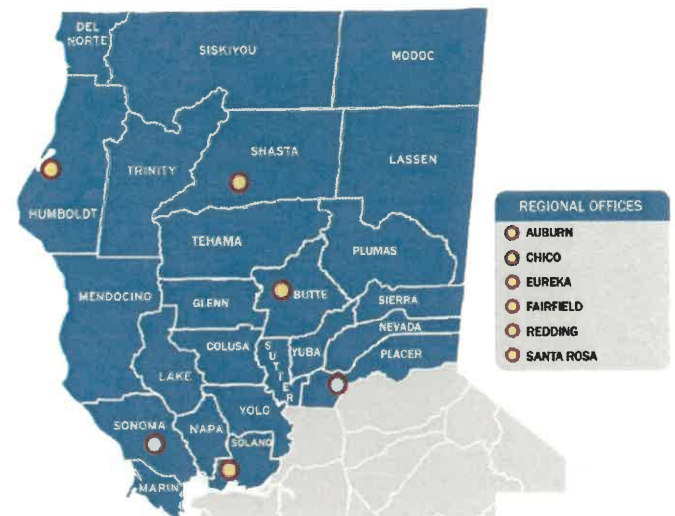 DEL
NORTE
SISKIYOU
MODOC
SHASTA
LASSEN
TRINITY
HUMBOLDT
TEHAMA
PLUMAS
MENDOCINO
GLENN
BUTTE
SIERRA
NEVADA
COLUSA
SUTTER
YUBA
PLACER
LAKE
YOLO
SONOMA
NAPA
SOLANO
MARIN
REGIONAL OFFICES
AUBURN
CHICO
EUREKA
FAIRFIELD
REDDING
SANTA ROSA